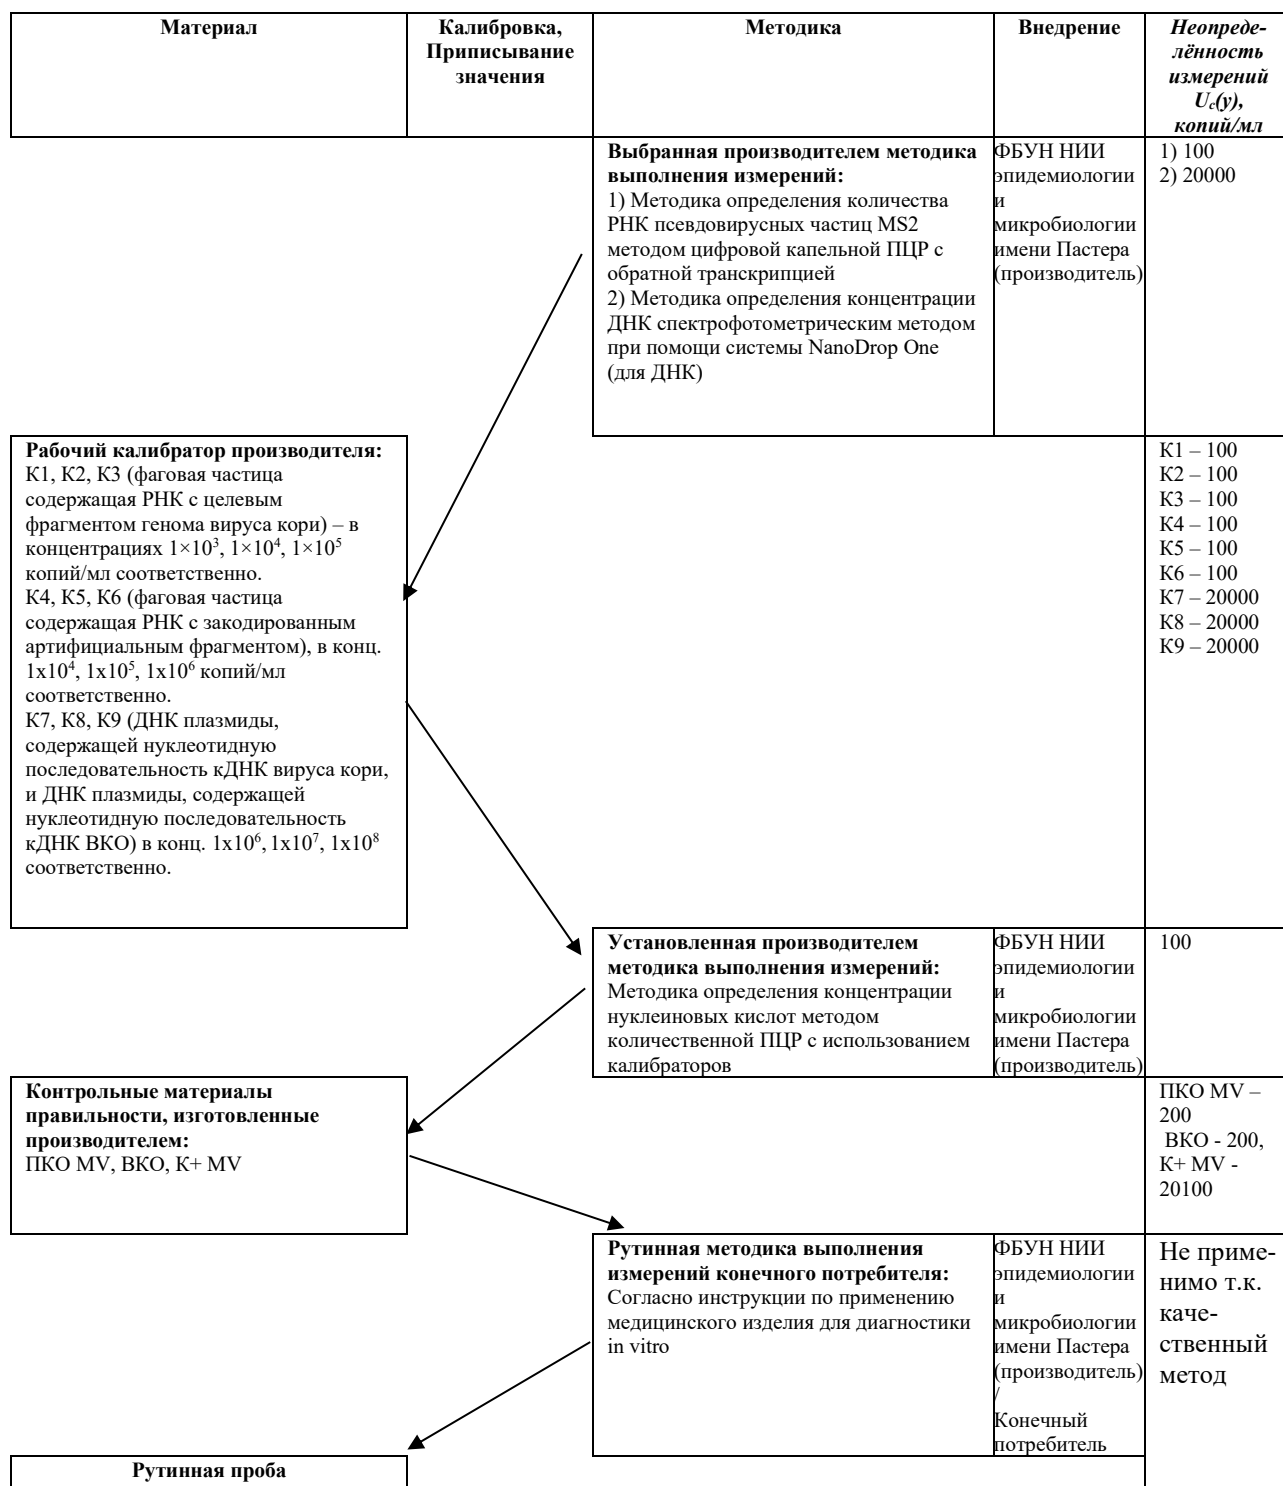 Материал
Калибровка,
Приписывание
значения
Методика
Внедрение
Неопреде-
лённость
измерений
Uc(y),
копий/мл
Выбранная производителем методика
выполнения измерений:
1) Методика определения количества
РНК псевдовирусных частиц MS2
методом цифровой капельной ПЦР с
обратной транскрипцией
2) Методика определения концентрации
ДНК спектрофотометрическим методом
при помощи системы NanoDrop One
(для ДНК)
ФБУН НИИ
эпидемиологии
и
микробиологии
имени Пастера
(производитель)
1) 100
2) 20000
Рабочий калибратор производителя:
К1, К2, К3 (фаговая частица
содержащая РНК с целевым
фрагментом генома вируса кори) – в
концентрациях 1×10³, 1×10⁴, 1×10⁵
копий/мл соответственно.
К4, К5, К6 (фаговая частица
содержащая РНК с закодированным
артифициальным фрагментом), в конц.
1х10⁴, 1х10⁵, 1х10⁶ копий/мл
соответственно.
К7, К8, К9 (ДНК плазмиды,
содержащей нуклеотидную
последовательность кДНК вируса кори,
и ДНК плазмиды, содержащей
нуклеотидную последовательность
кДНК ВКО) в конц. 1х10⁶, 1х10⁷, 1х10⁸
соответственно.
К1 – 100
К2 – 100
К3 – 100
К4 – 100
К5 – 100
К6 – 100
К7 – 20000
К8 – 20000
К9 – 20000
Установленная производителем
методика выполнения измерений:
Методика определения концентрации
нуклеиновых кислот методом
количественной ПЦР с использованием
калибраторов
ФБУН НИИ
эпидемиологии
и
микробиологии
имени Пастера
(производитель)
100
Контрольные материалы
правильности, изготовленные
производителем:
ПКО MV, ВКО, К+ MV
ПКО MV –
200
ВКО - 200,
К+ MV -
20100
Рутинная методика выполнения
измерений конечного потребителя:
Согласно инструкции по применению
медицинского изделия для диагностики
in vitro
ФБУН НИИ
эпидемиологии
и
микробиологии
имени Пастера
(производитель)
/
Конечный
потребитель
Не приме-
нимо т.к.
каче-
ственный
метод
Рутинная проба